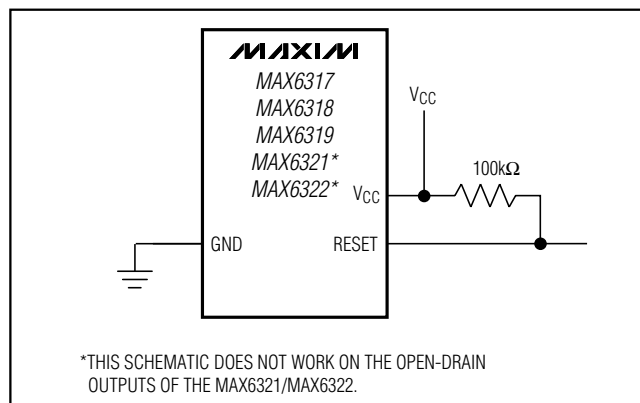 MAXIM
MAX6317
MAX6318
MAX6319
MAX6321*
MAX6322*
VCC
100kΩ
VCC
GND
RESET
*THIS SCHEMATIC DOES NOT WORK ON THE OPEN-DRAIN
OUTPUTS OF THE MAX6321/MAX6322.